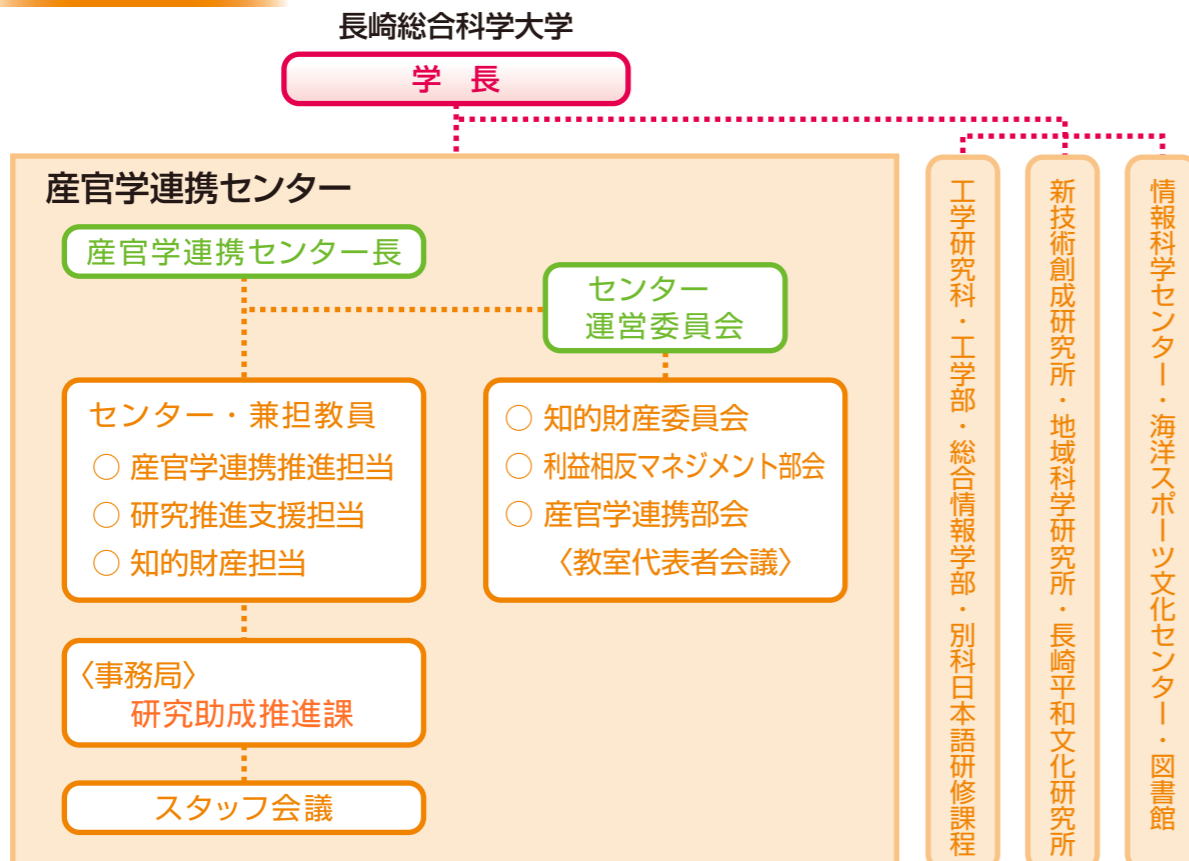 長崎総合科学大学
学 長
産官学連携センター
産官学連携センター長
センター
運営委員会
センター・兼担教員
○ 産官学連携推進担当
○ 研究推進支援担当
○ 知的財産担当
○ 知的財産委員会
○ 利益相反マネジメント部会
○ 産官学連携部会
〈教室代表者会議〉
〈事務局〉
研究助成推進課
スタッフ会議
工学研究科・工学部・総合情報学部・別科日本語研修課程
新技術創成研究所・地域科学研究所・長崎平和文化研究所
情報科学センター・海洋スポーツ文化センター・図書館